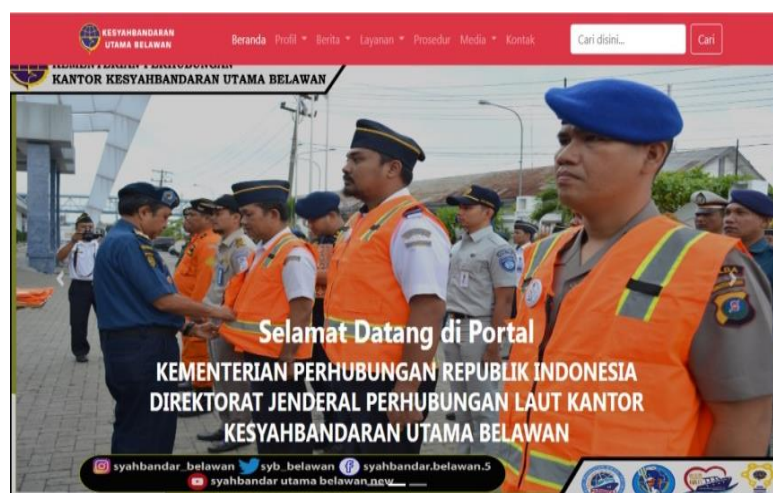 KESYAHBANDARAN
UTAMA BELAWAN
Beranda Profil Berita Layanan Prosedur Media Kontak
Cari disini... Cari
KEMENTERIAN PERHUBUNGAN
KANTOR KESYAHBANDARAN UTAMA BELAWAN
Selamat Datang di Portal
KEMENTERIAN PERHUBUNGAN REPUBLIK INDONESIA
DIREKTORAT JENDERAL PERHUBUNGAN LAUT KANTOR
KESYAHBANDARAN UTAMA BELAWAN
syahbandar_belawan syb_belawan syahbandar.belawan.5
syahbandar utama belawan new